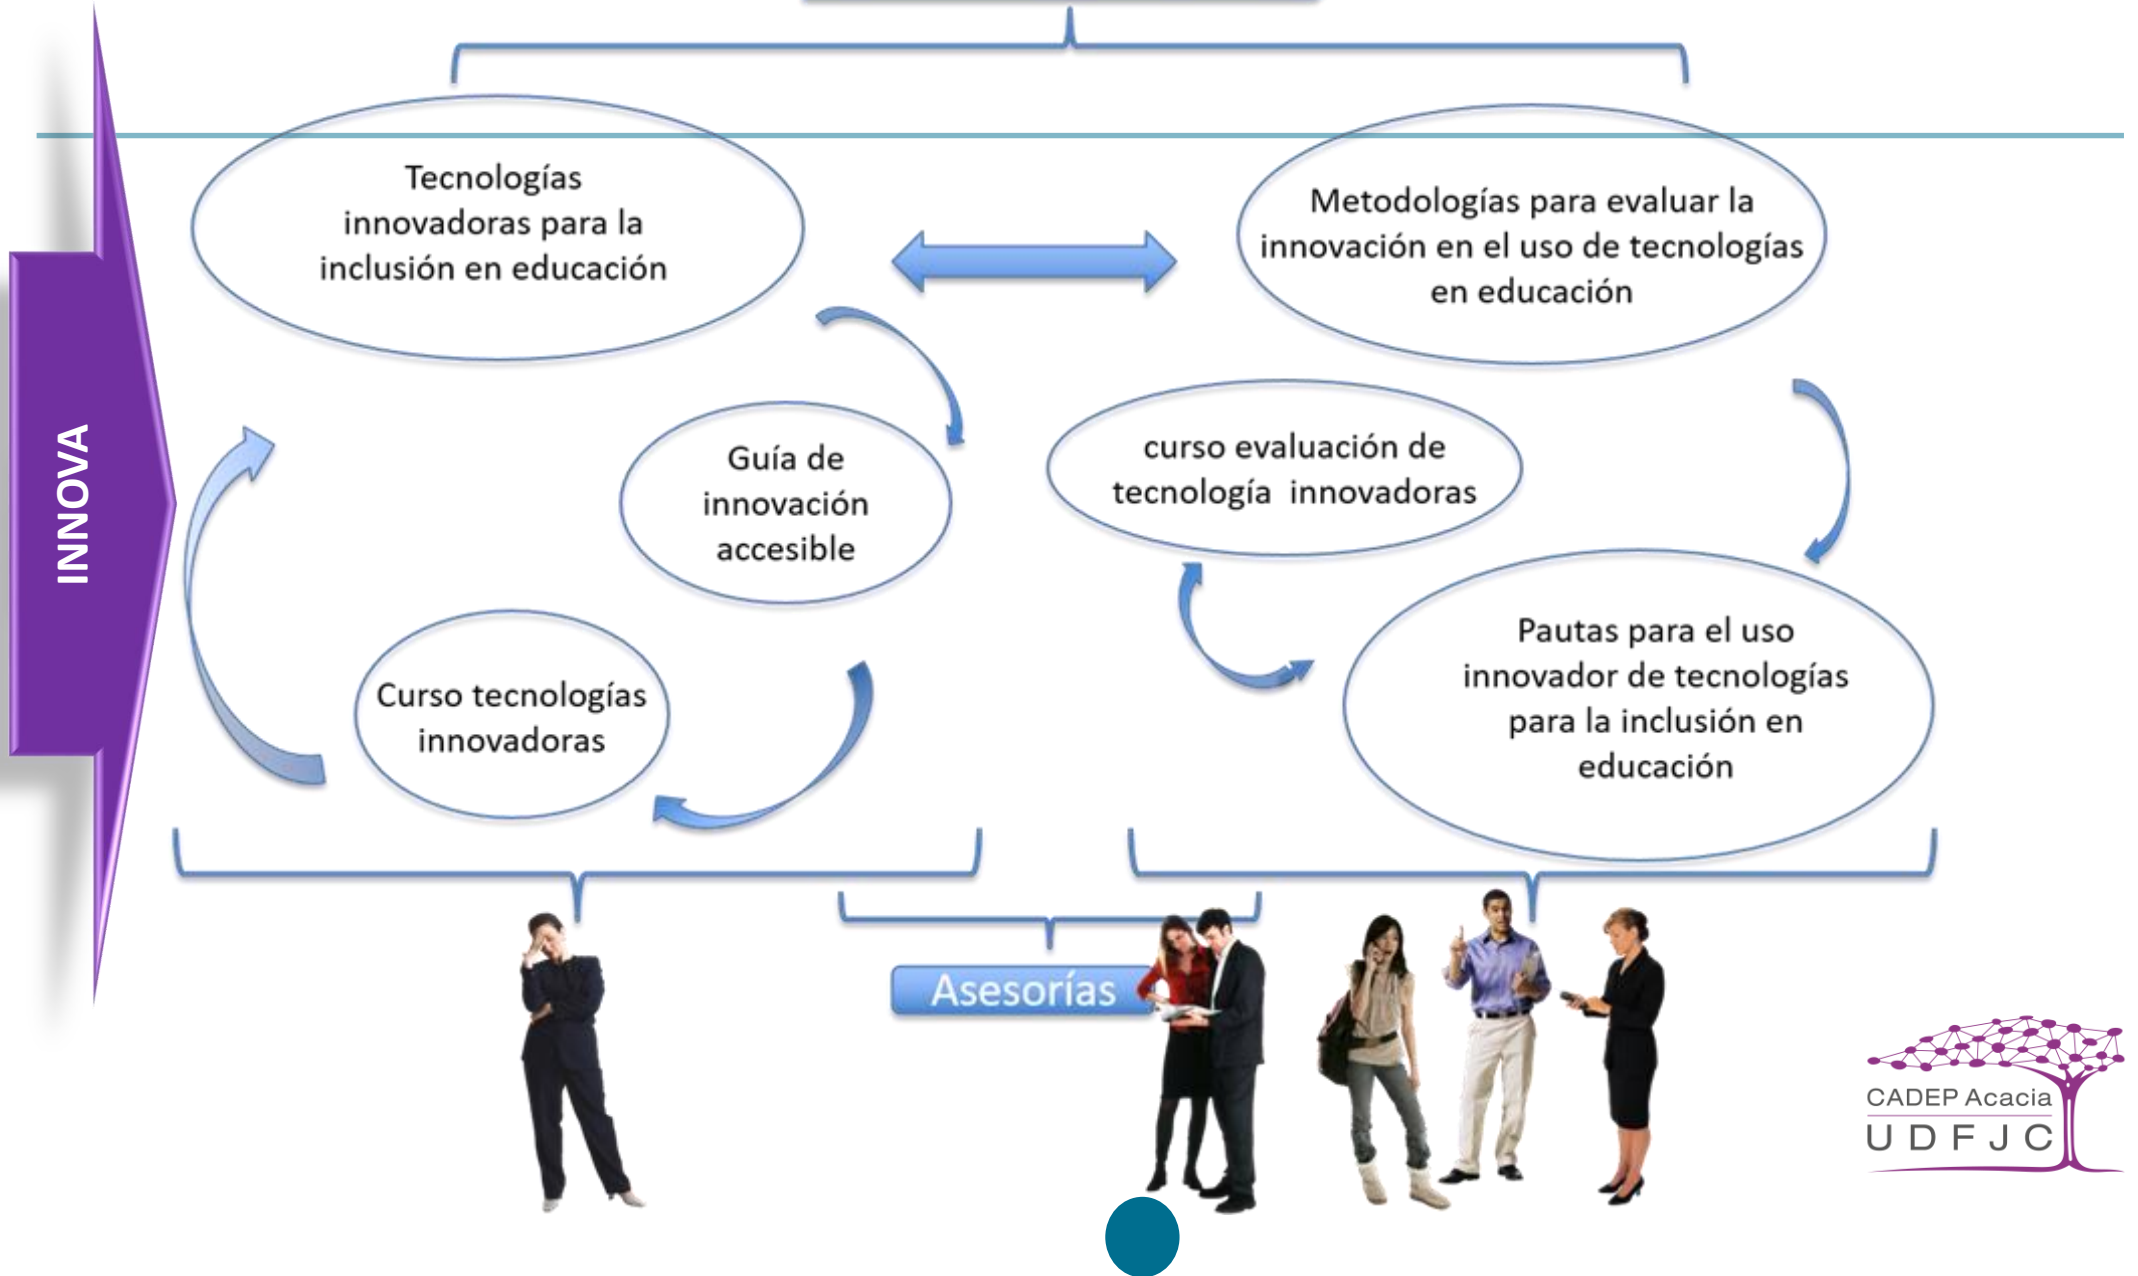 INNOVA
Tecnologías
innovadoras para la
inclusión en educación
Metodologías para evaluar la
innovación en el uso de tecnologías
en educación
Guía de
innovación
accesible
curso evaluación de
tecnología  innovadoras
Curso tecnologías
innovadoras
Pautas para el uso
innovador de tecnologías
para la inclusión en
educación
Asesorías
CADEP Acacia
UDFJC